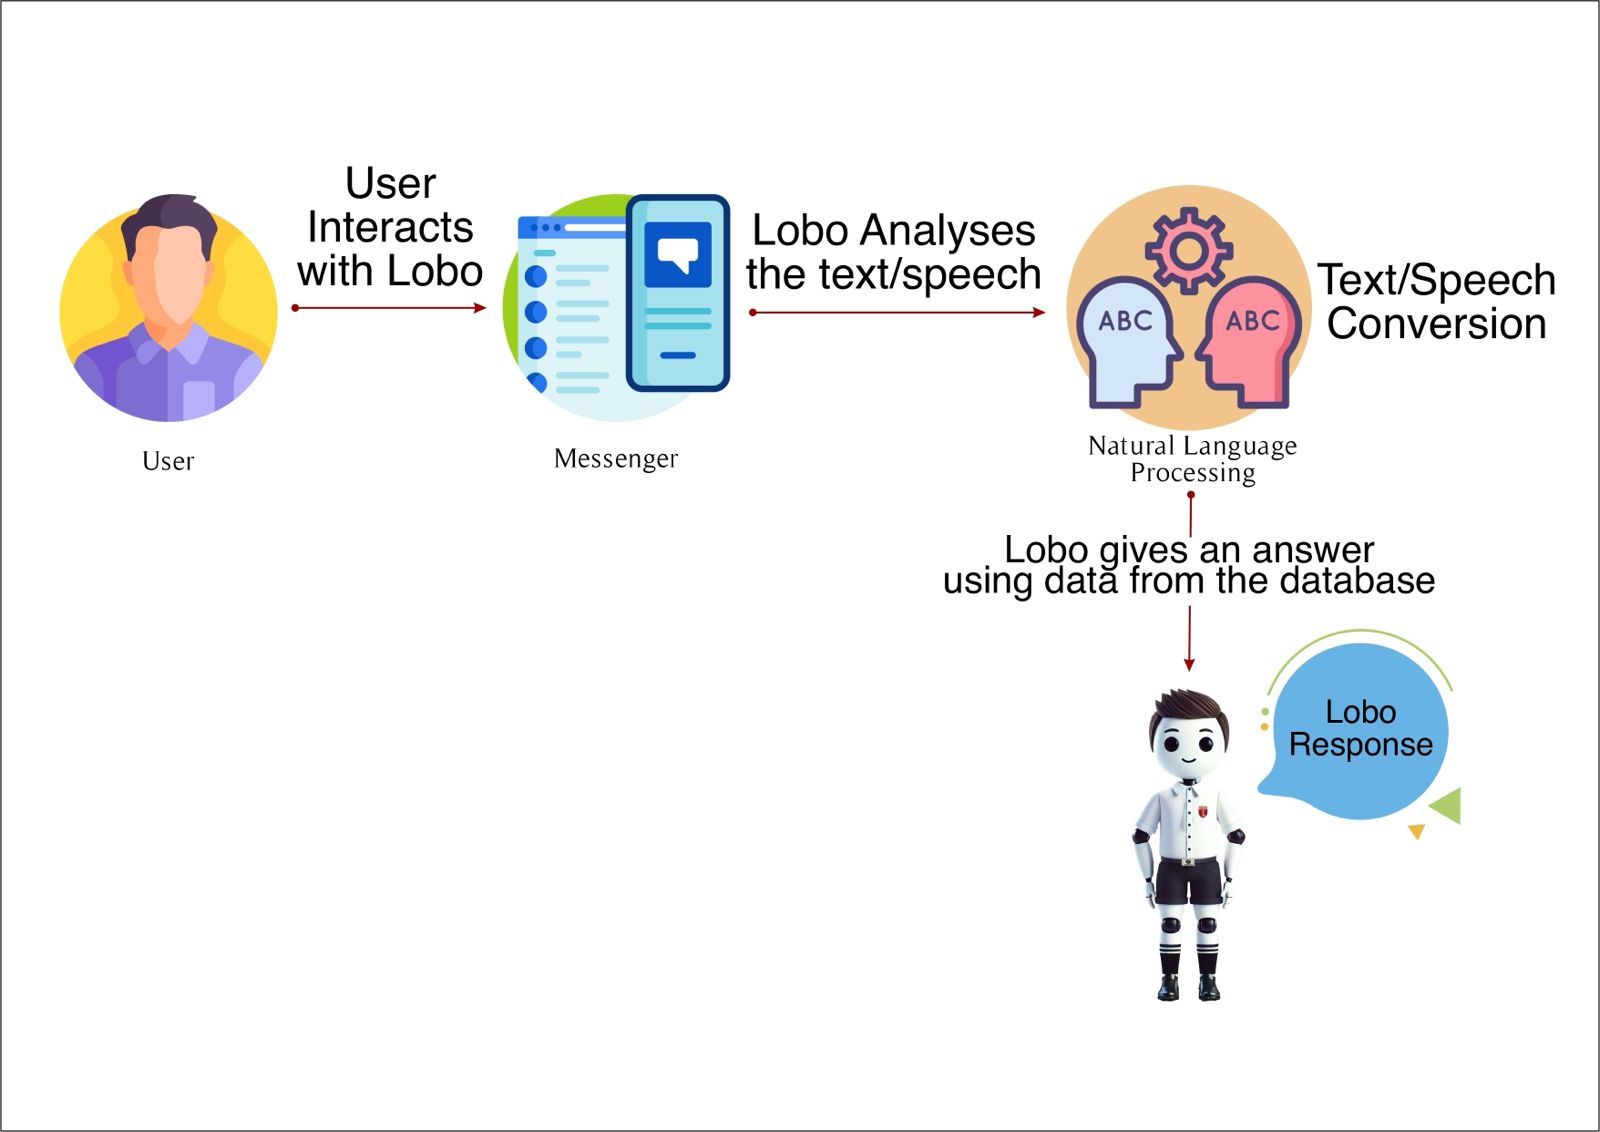 User
Interacts
with Lobo
Lobo Analyses
the text/speech
ABC
ABC
Text/Speech
Conversion
User
Messenger
Natural Language
Processing
Lobo gives an answer
using data from the database
Lobo
Response